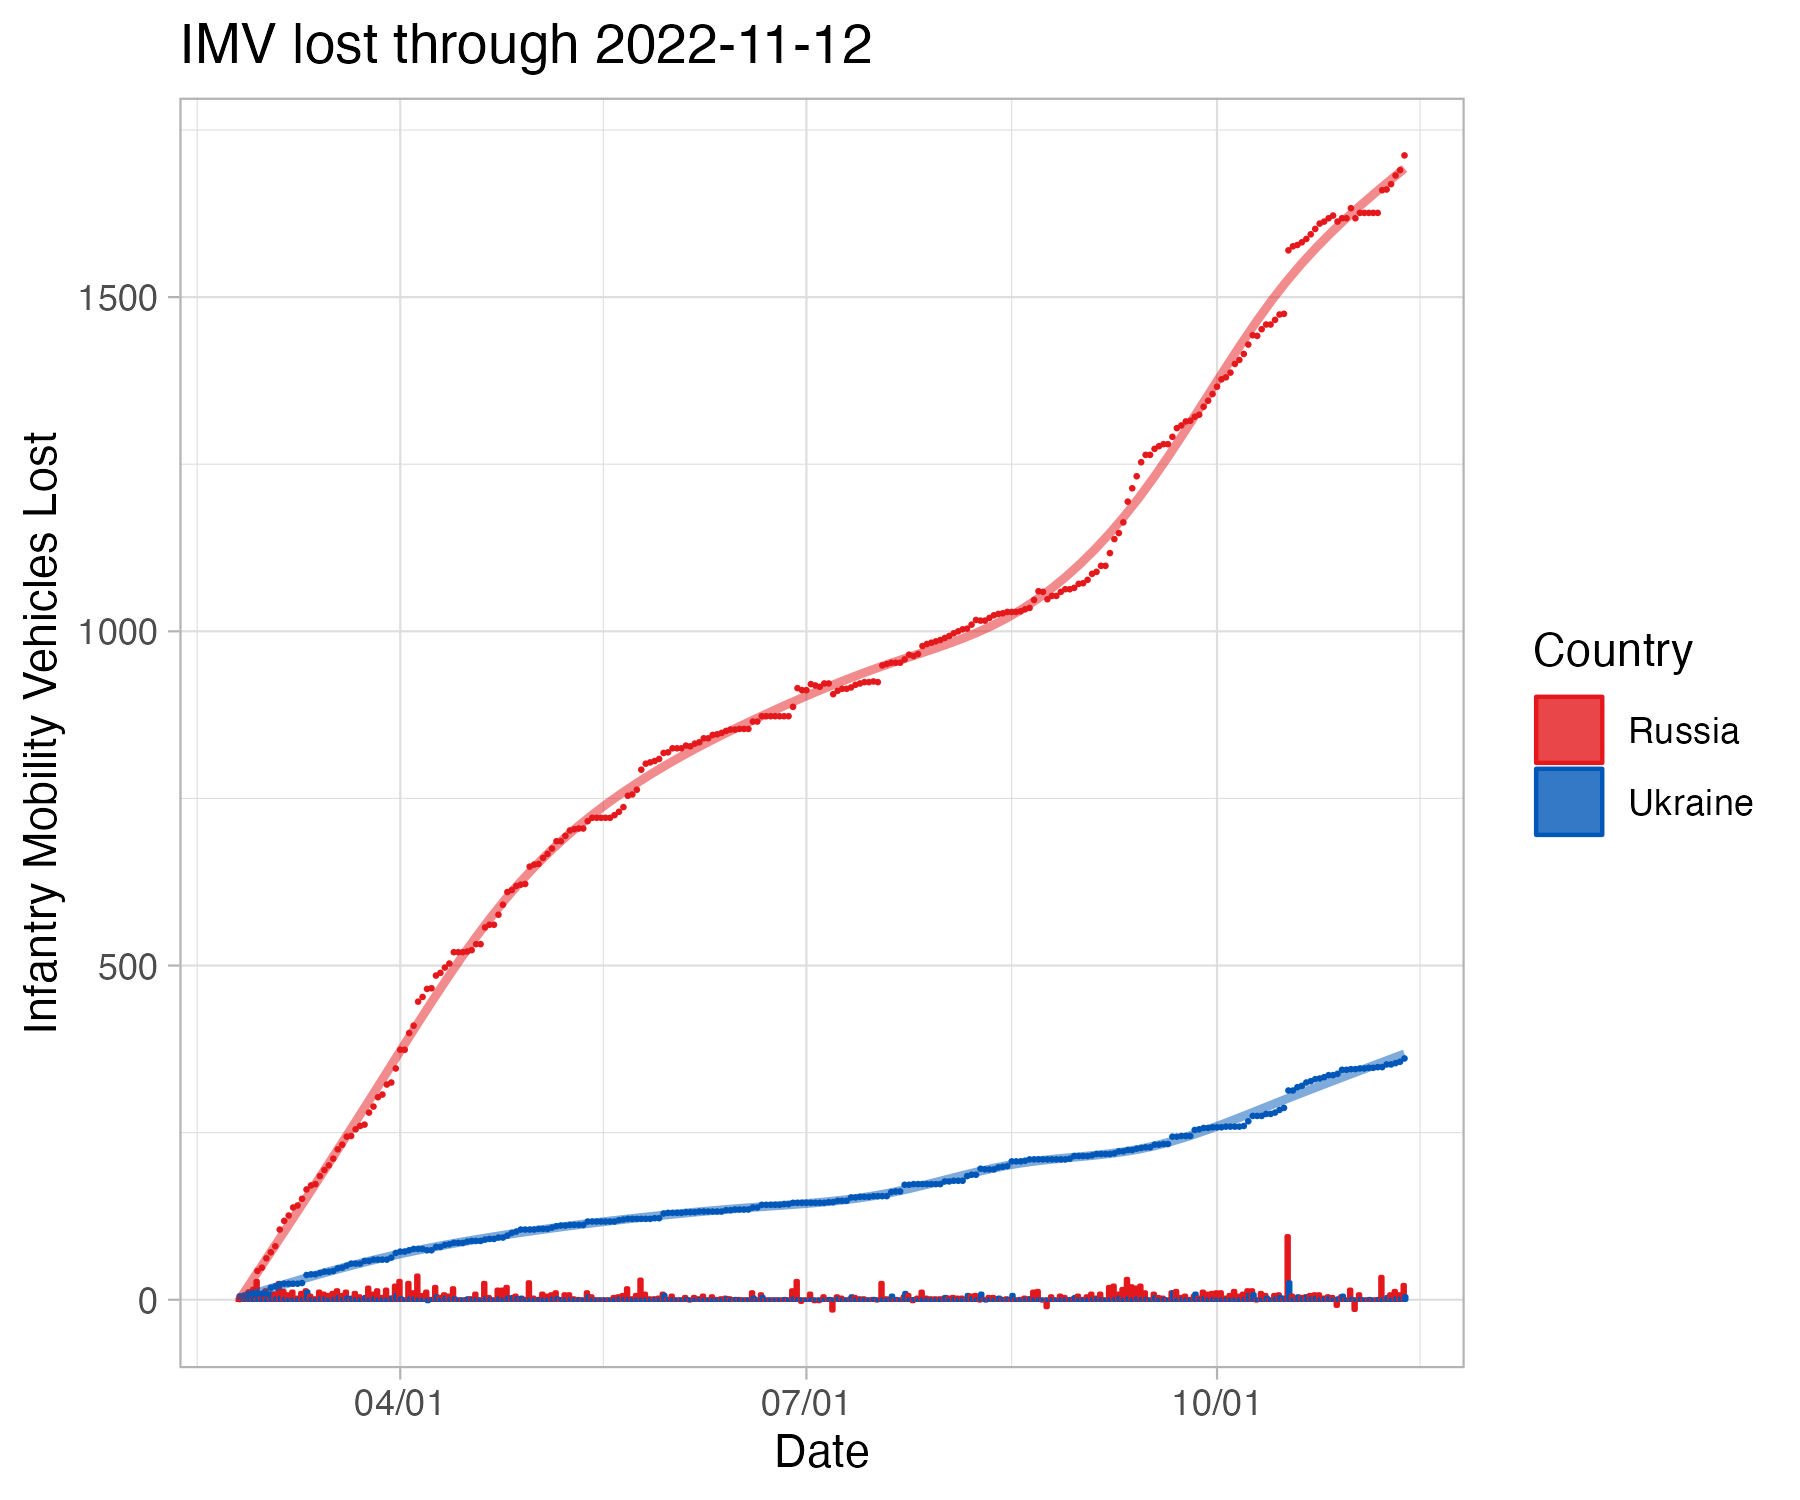 IMV lost through 2022-11-12
Infantry Mobility Vehicles Lost
1500
1000
500
0
04/01
07/01
10/01
Date
Country
Russia
Ukraine